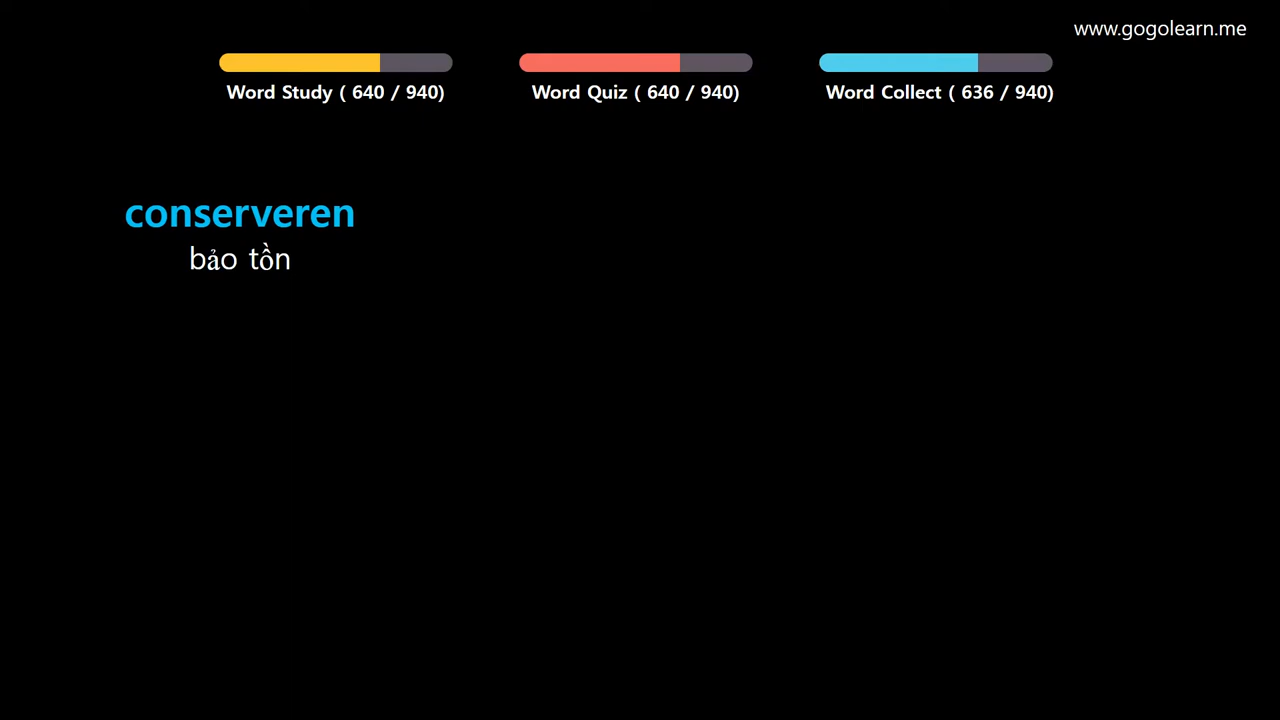 www.gogolearn.me
Word Study ( 640 / 940)
Word Quiz ( 640 / 940)
Word Collect ( 636 / 940)
conserveren
bảo tồn